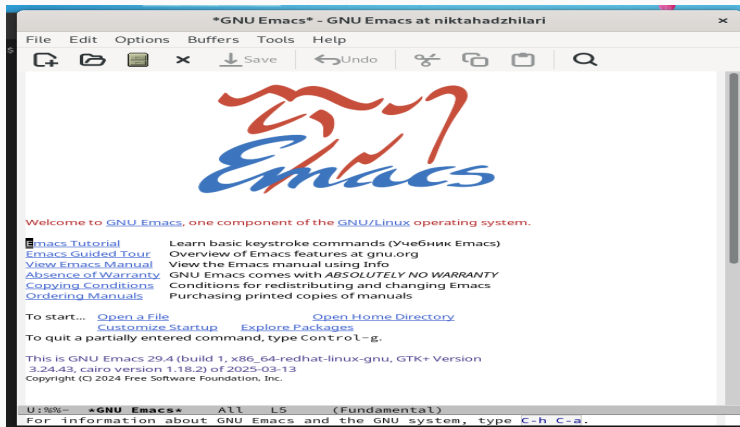 *GNU Emacs* - GNU Emacs at niktahadzhilari ×
File Edit Options Buffers Tools Help
Save Undo
Emacs
Welcome to GNU Emacs, one component of the GNU/Linux operating system.
Emacs Tutorial Learn basic keystroke commands (Учебник Emacs)
Emacs Guided Tour Overview of Emacs features at gnu.org
View Emacs Manual View the Emacs manual using Info
Absence of Warranty GNU Emacs comes with ABSOLUTELY NO WARRANTY
Copying Conditions Conditions for redistributing and changing Emacs
Ordering Manuals Purchasing printed copies of manuals
To start... Open a File Open Home Directory
Customize Startup Explore Packages
To quit a partially entered command, type Control-g.
This is GNU Emacs 29.4 (build 1, x86_64-redhat-linux-gnu, GTK+ Version
3.24.43, cairo version 1.18.2) of 2025-03-13
Copyright (C) 2024 Free Software Foundation, Inc.
U:%%- *GNU Emacs* All L5 (Fundamental)
For information about GNU Emacs and the GNU system, type C-h C-a.